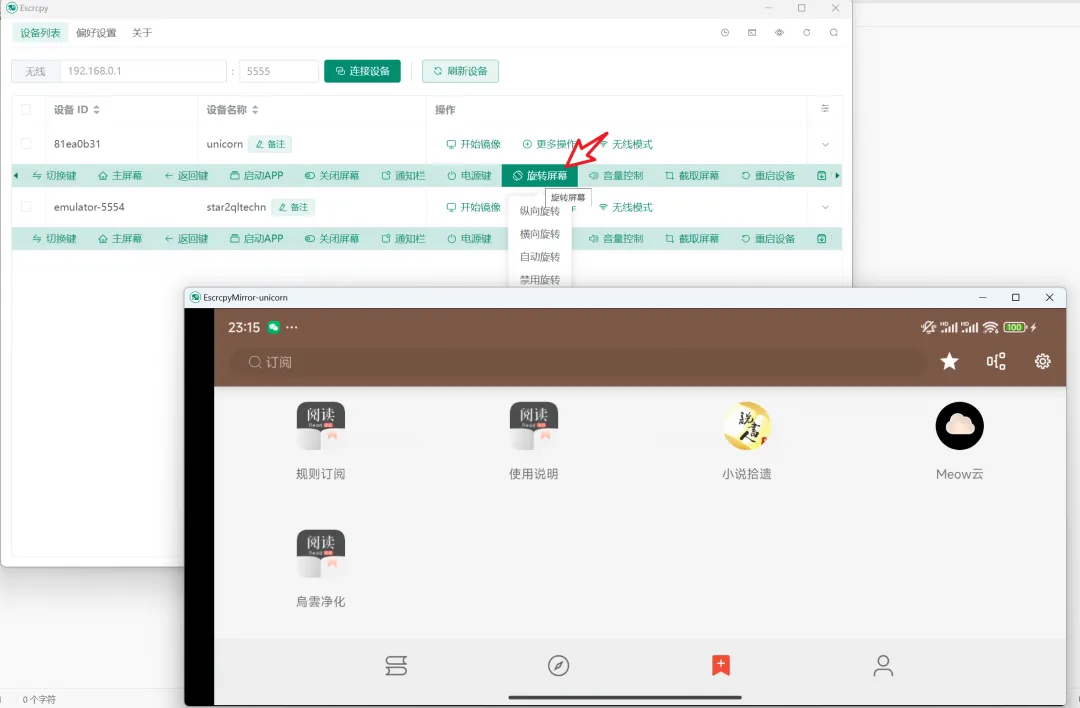 Escrcpy
设备列表 偏好设置 关于
无线 192.168.0.1 : 5555 连接设备 刷新设备
设备 ID 设备名称 操作
81ea0b31 unicorn 备注 开始镜像 更多操作 无线模式
切换键 主屏幕 返回键 启动APP 关闭屏幕 通知栏 电源键 旋转屏幕 音量控制 截取屏幕 重启设备
旋转屏幕
emulator-5554 star2qltechn 备注 开始镜像 无线模式
纵向旋转
切换键 主屏幕 返回键 启动APP 关闭屏幕 通知栏 电源键 横向旋转 音量控制 截取屏幕 重启设备
自动旋转
禁用旋转
EscrcpyMirror-unicorn
23:15 HD HD 100
订阅
阅读 阅读 説書人
Read Read
规则订阅 使用说明 小说拾遗 Meow云
阅读
Read
烏雲净化
0 个字符